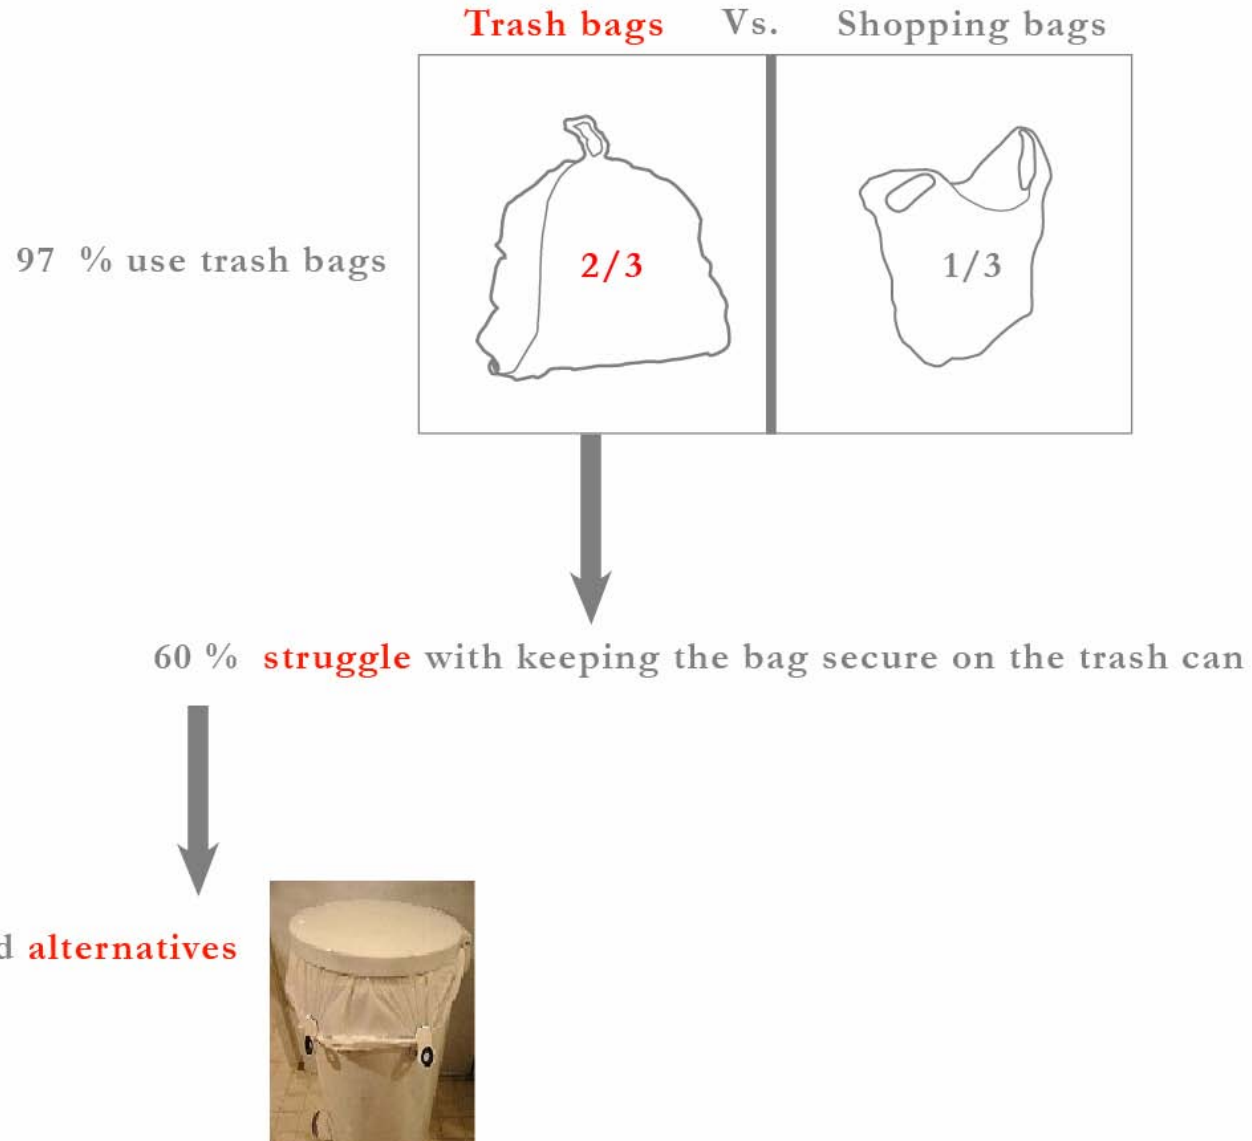 Trash bags Vs. Shopping bags
97 % use trash bags
2/3
1/3
60 % struggle with keeping the bag secure on the trash can
alternatives